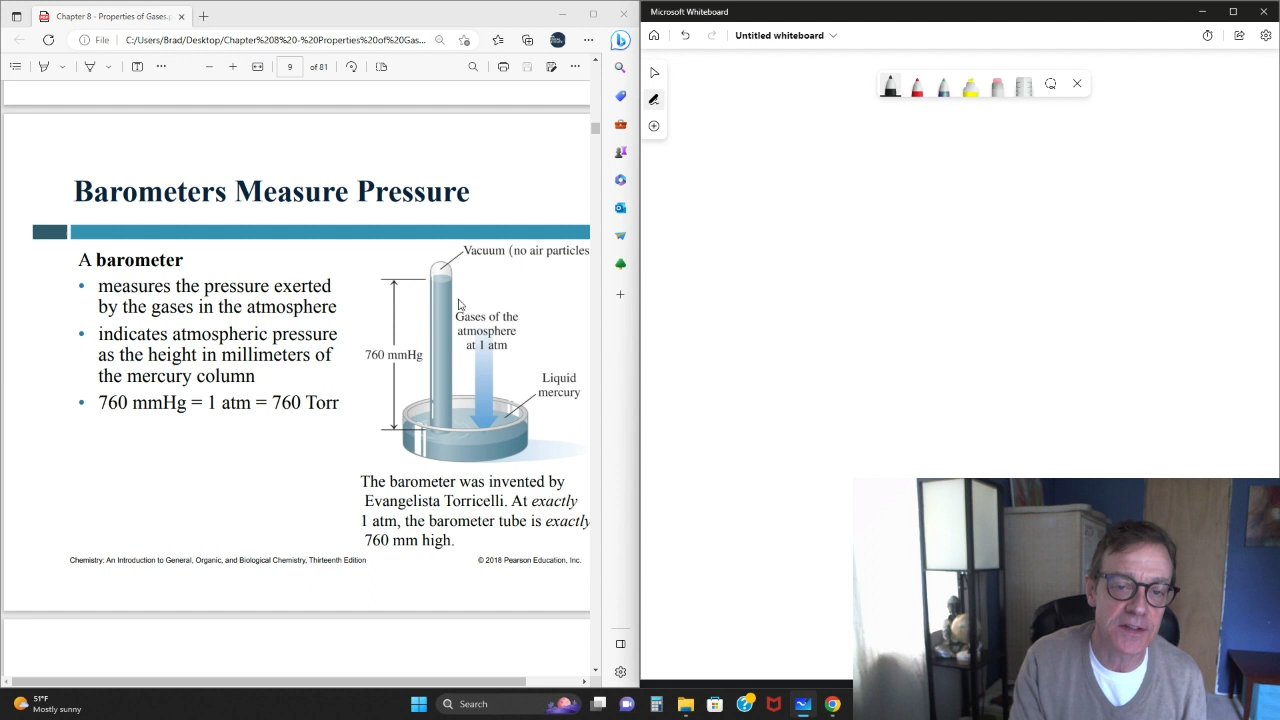 Chapter 8 - Properties of Gases.p
Microsoft Whiteboard
File
C:/Users/Brad/Desktop/Chapter%208%20-%20Properties%20of%20Gas...
Untitled whiteboard
9 of 81
Barometers Measure Pressure
A barometer
• measures the pressure exerted
by the gases in the atmosphere
• indicates atmospheric pressure
as the height in millimeters of
the mercury column
• 760 mmHg = 1 atm = 760 Torr
Vacuum (no air particles
Gases of the
atmosphere
at 1 atm
760 mmHg
Liquid
mercury
The barometer was invented by
Evangelista Torricelli. At exactly
1 atm, the barometer tube is exactly
760 mm high.
Chemistry: An Introduction to General, Organic, and Biological Chemistry, Thirteenth Edition
© 2018 Pearson Education, Inc.
51°F
Mostly sunny
Search